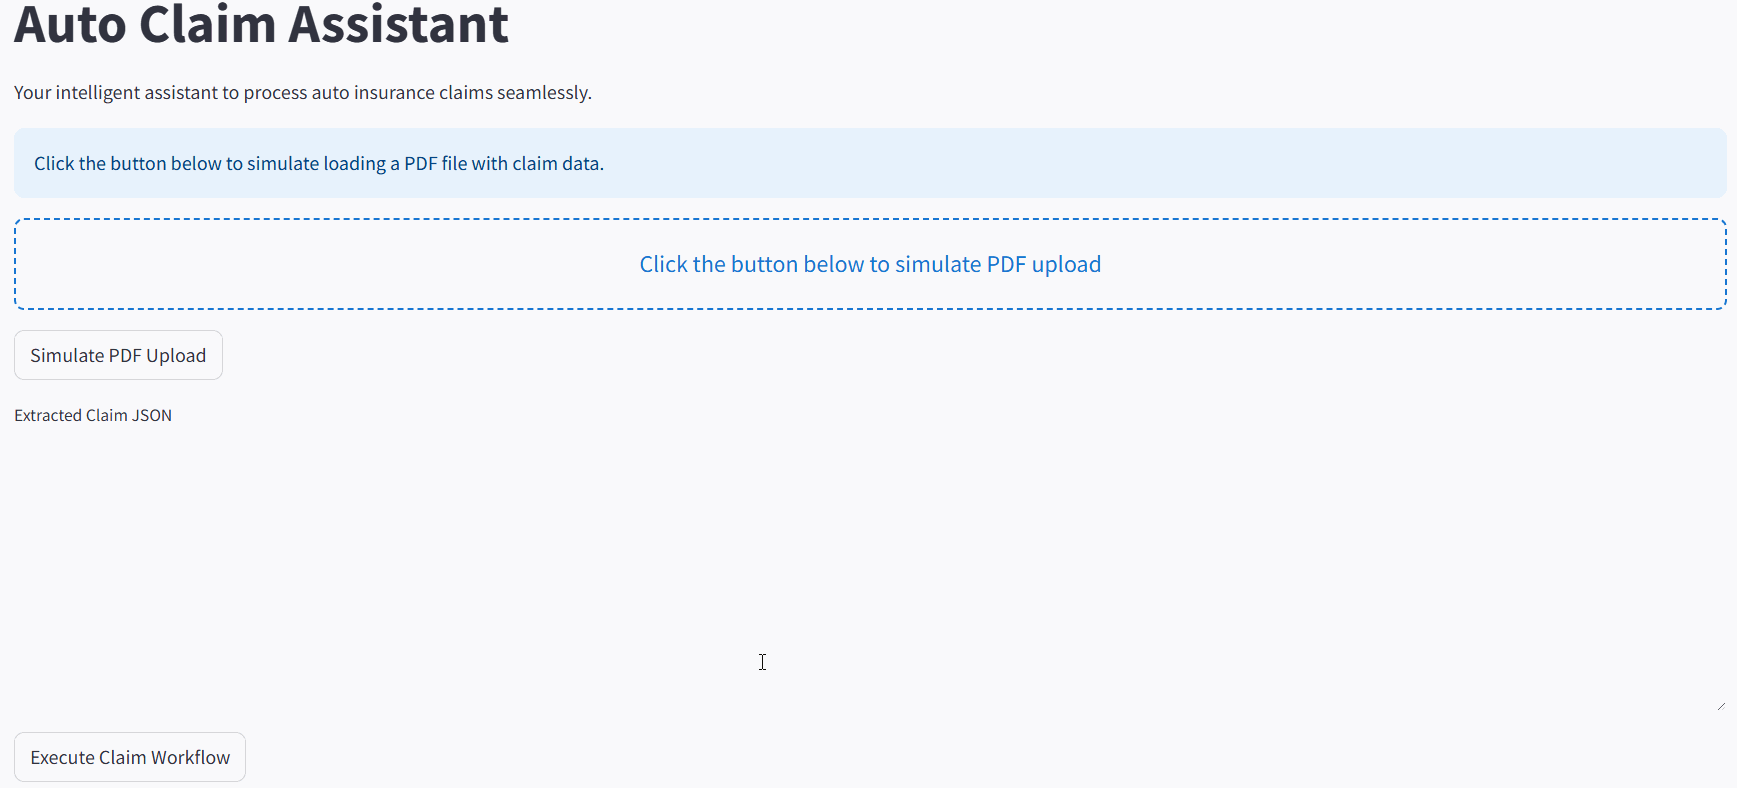 Auto Claim Assistant
Your intelligent assistant to process auto insurance claims seamlessly.
Click the button below to simulate loading a PDF file with claim data.
Click the button below to simulate PDF upload
Simulate PDF Upload
Extracted Claim JSON
Execute Claim Workflow